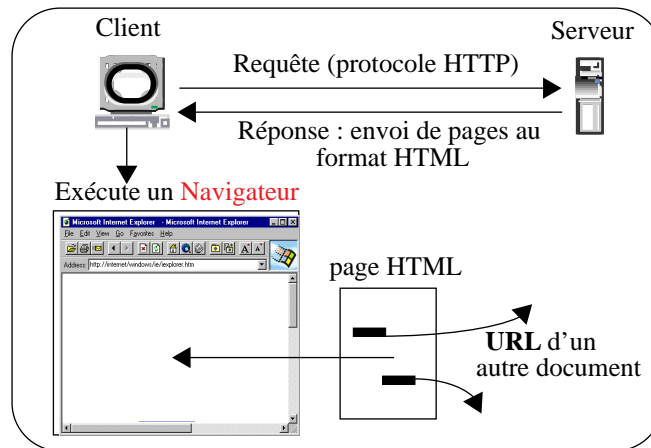 Client
Serveur
Requête (protocole HTTP)
Réponse : envoi de pages au
format HTML
Exécute un Navigateur
Microsoft Internet Explorer - Microsoft Internet Explorer
File Edit View Go Favorites Help
Address: http://internet/windows/ie/iexplorer.htm
page HTML
URL d’un
autre document